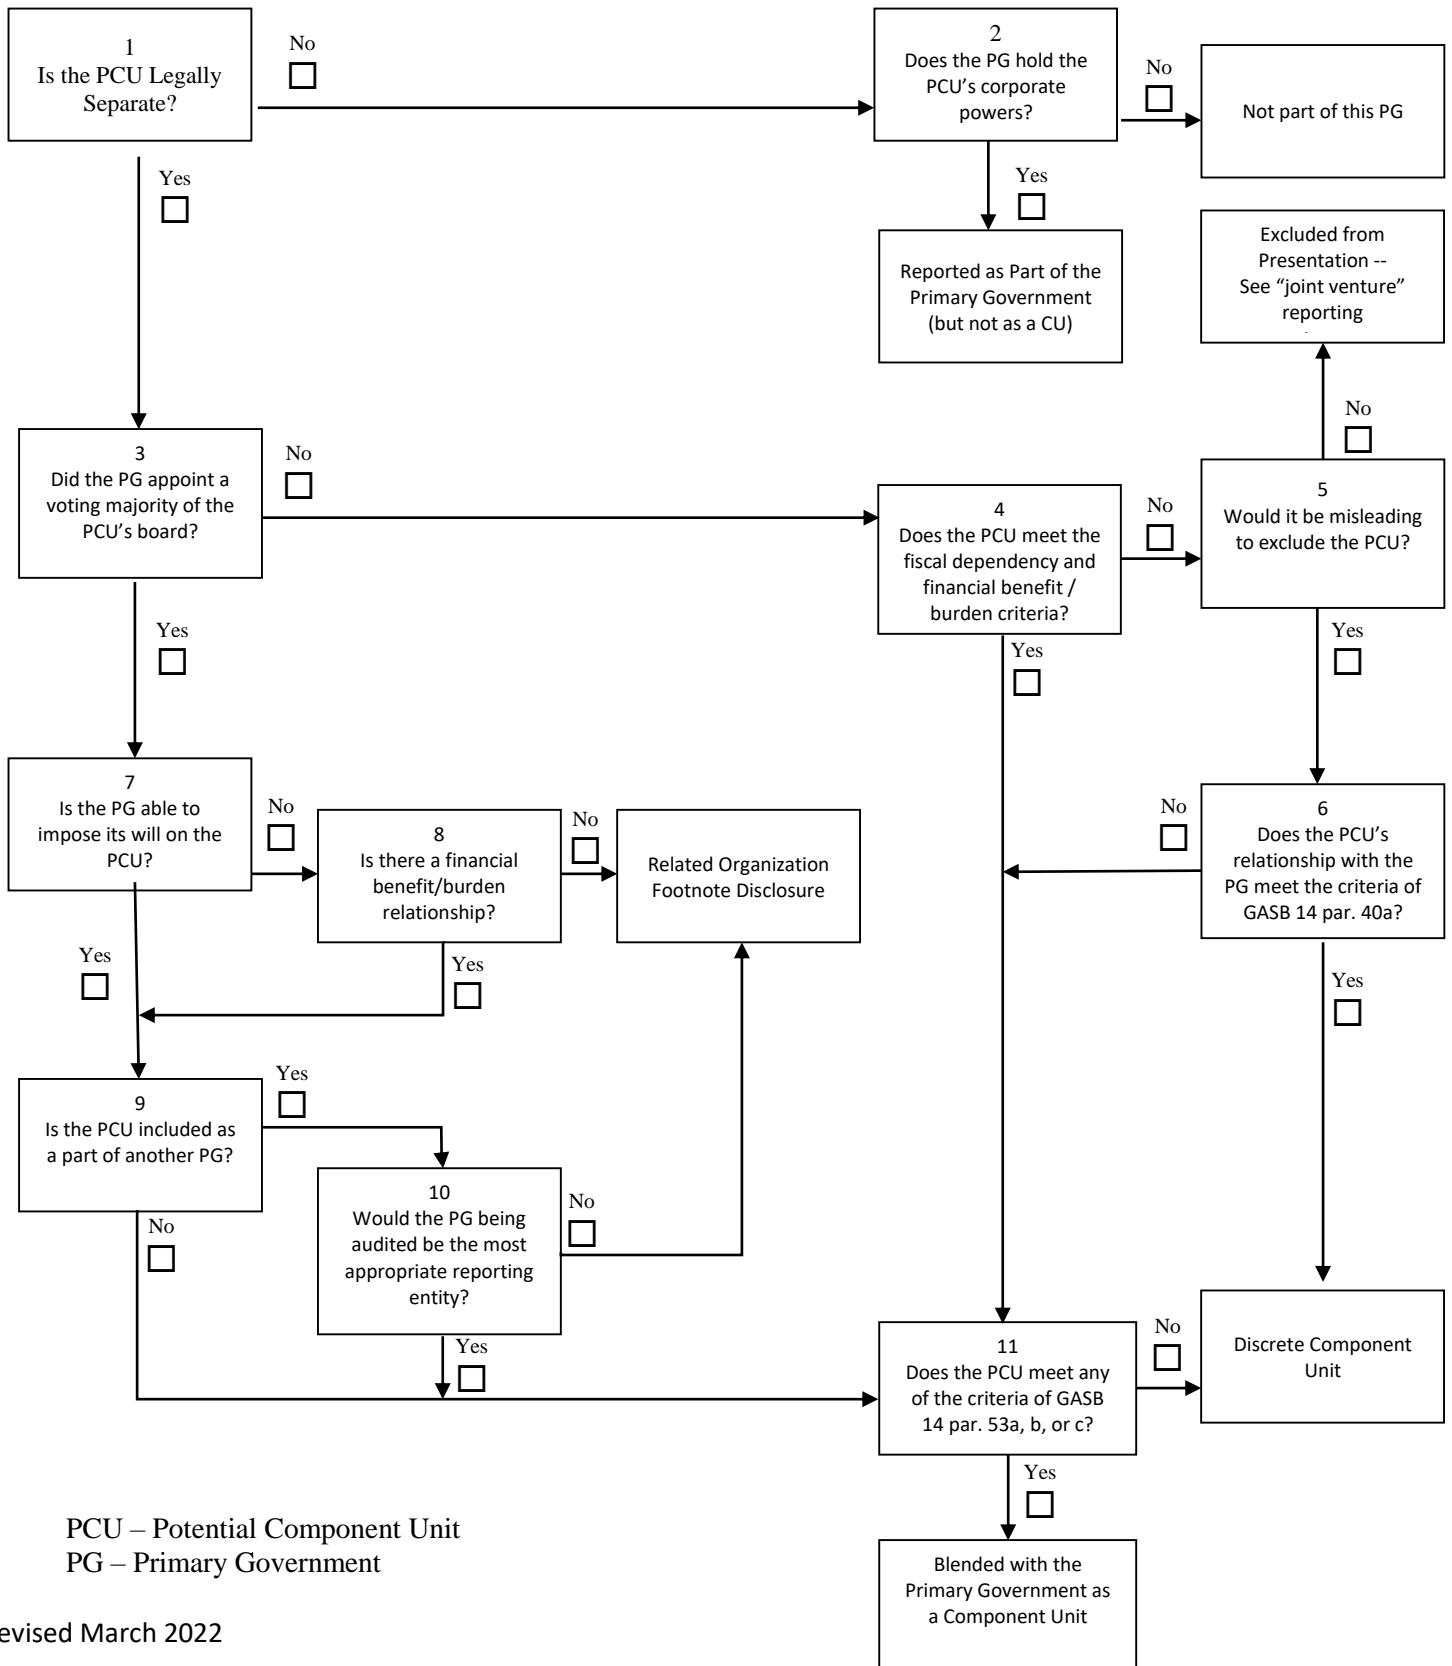 1
Is the PCU Legally
Separate?
No
2
Does the PG hold the
PCU's corporate
powers?
No
Not part of this PG
Yes
Yes
Reported as Part of the
Primary Government
(but not as a CU)
Excluded from
Presentation --
See “joint venture”
reporting
No
3
Did the PG appoint a
voting majority of the
PCU's board?
No
4
Does the PCU meet the
fiscal dependency and
financial benefit /
burden criteria?
No
5
Would it be misleading
to exclude the PCU?
Yes
Yes
Yes
7
Is the PG able to
impose its will on the
PCU?
No
8
Is there a financial
benefit/burden
relationship?
No
Related Organization
Footnote Disclosure
No
6
Does the PCU's
relationship with the
PG meet the criteria of
GASB 14 par. 40a?
Yes
Yes
Yes
9
Is the PCU included as
a part of another PG?
Yes
10
Would the PG being
audited be the most
appropriate reporting
entity?
No
No
Yes
11
Does the PCU meet any
of the criteria of GASB
14 par. 53a, b, or c?
No
Discrete Component
Unit
Yes
Blended with the
Primary Government as
a Component Unit
PCU – Potential Component Unit
PG – Primary Government
evised March 2022